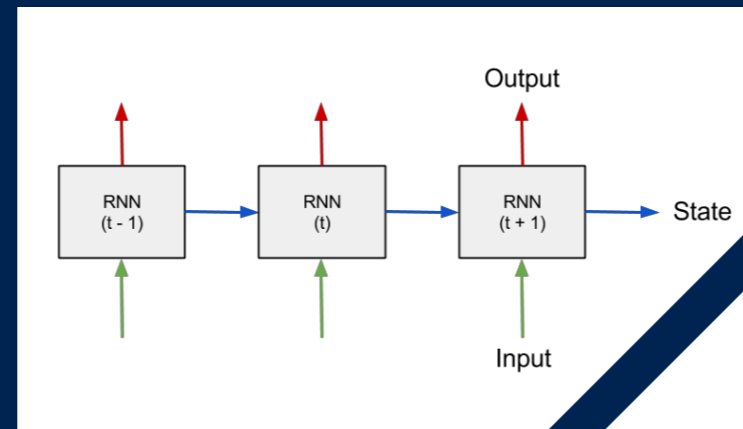 Output
RNN
(t - 1)
RNN
(t)
RNN
(t + 1)
State
Input